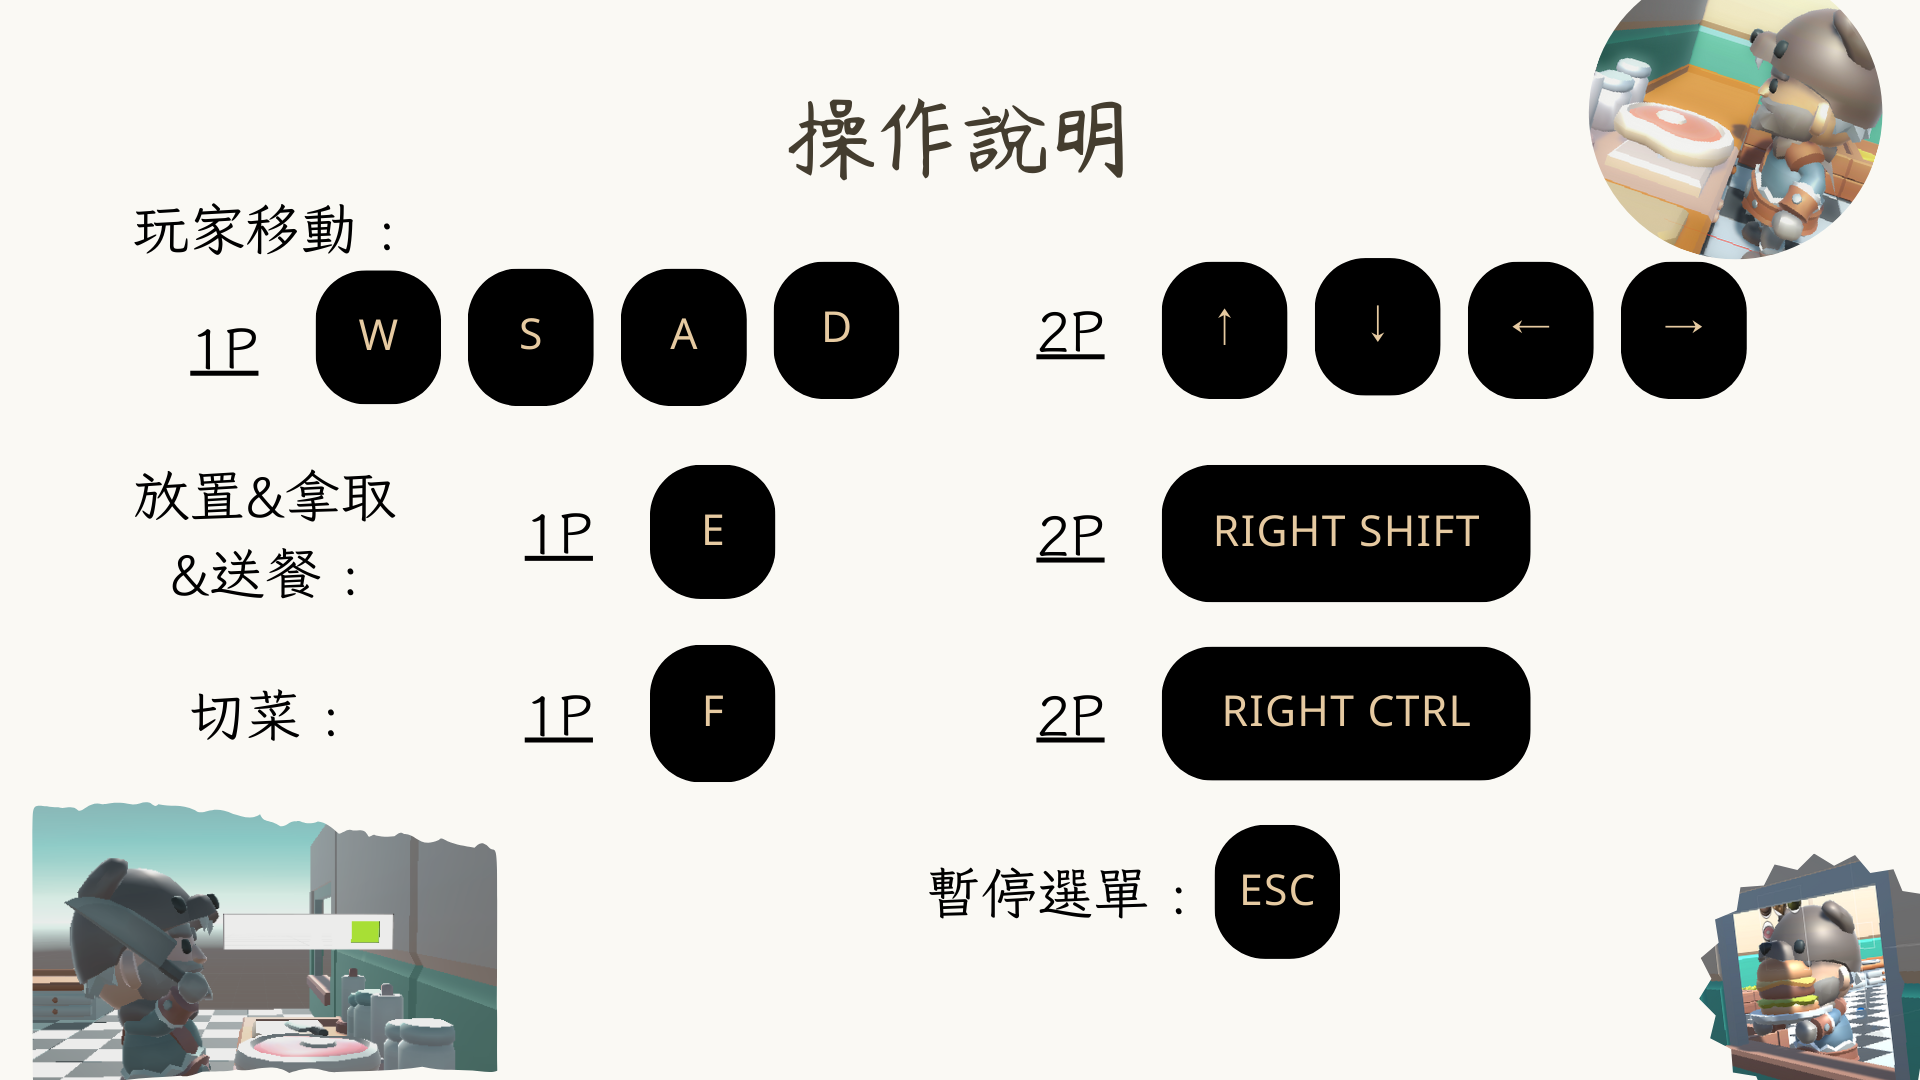 操作說明
玩家移動：
1P W S A D 2P ↑ ↓ ← →
放置&拿取
&送餐：
1P E 2P RIGHT SHIFT
切菜： 1P F 2P RIGHT CTRL
暫停選單： ESC